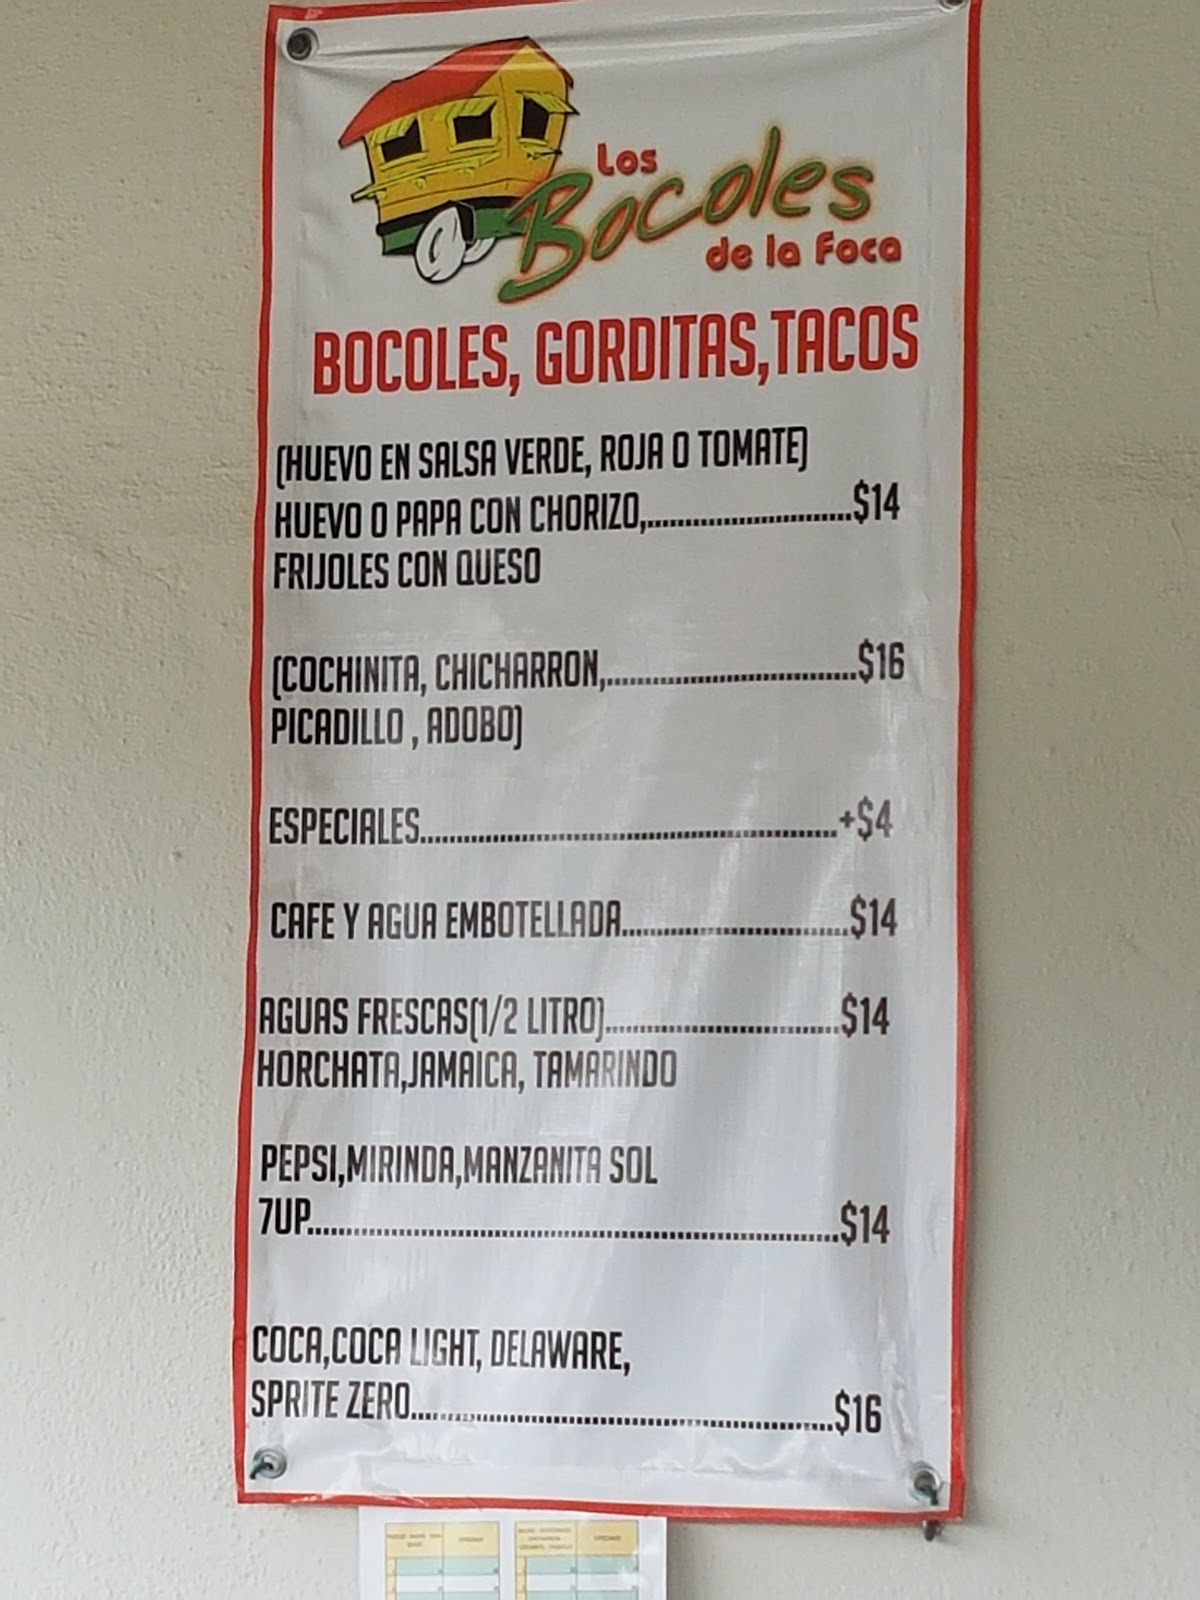 Los
Bocoles
de la Foca
BOCOLES, GORDITAS,TACOS
(HUEVO EN SALSA VERDE, ROJA O TOMATE)
HUEVO O PAPA CON CHORIZO,..........................$14
FRIJOLES CON QUESO
(COCHINITA, CHICHARRON,................................$16
PICADILLO , ADOBO)
ESPECIALES.....................................................+$4
CAFE Y AGUA EMBOTELLADA.............................$14
AGUAS FRESCAS(1/2 LITRO)..............................$14
HORCHATA,JAMAICA, TAMARINDO
PEPSI,MIRINDA,MANZANITA SOL
7UP....................................................................$14
COCA,COCA LIGHT, DELAWARE,
SPRITE ZERO......................................................$16